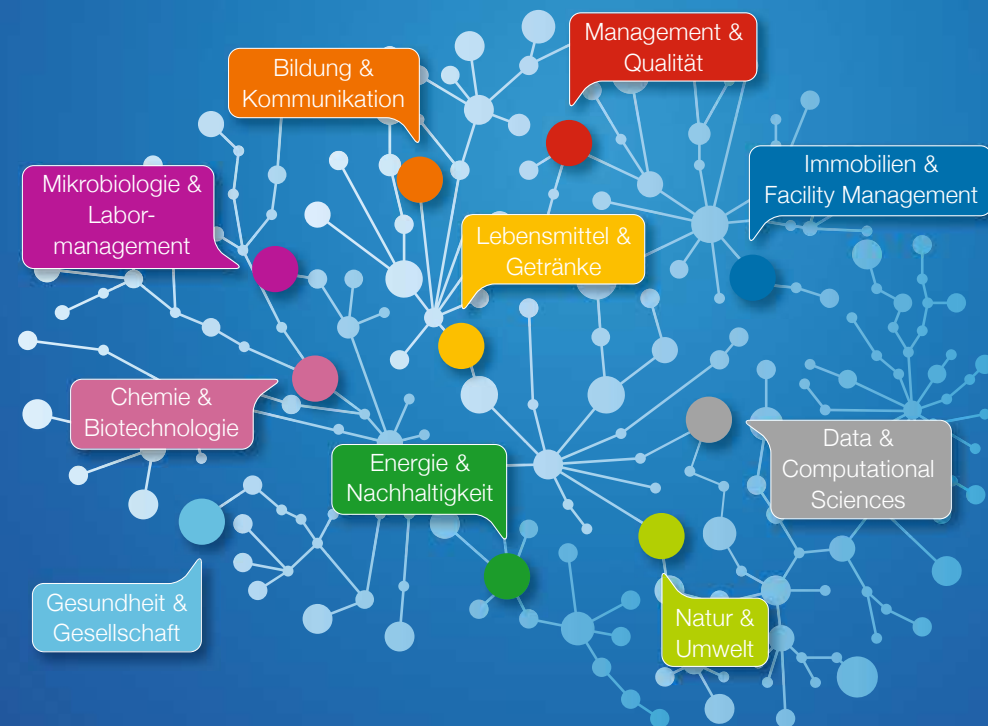 Management &
Qualität
Bildung &
Kommunikation
Immobilien &
Facility Management
Mikrobiologie &
Labor-
management
Lebensmittel &
Getränke
Chemie &
Biotechnologie
Data &
Computational
Sciences
Energie &
Nachhaltigkeit
Gesundheit &
Gesellschaft
Natur &
Umwelt